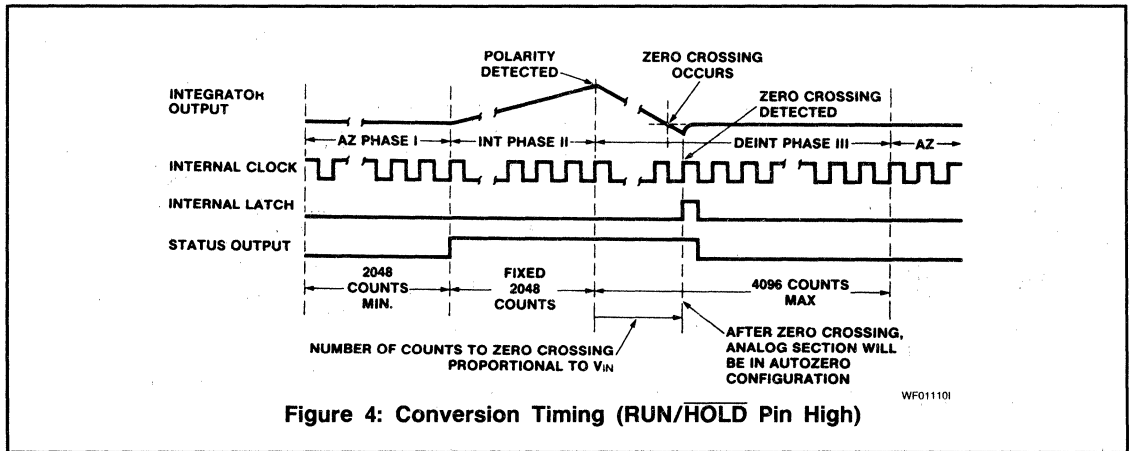 POLARITY
DETECTED
ZERO CROSSING
OCCURS
INTEGRATOR
OUTPUT
ZERO CROSSING
DETECTED
AZ PHASE I
INT PHASE II
DEINT PHASE III
AZ
INTERNAL CLOCK
INTERNAL LATCH
STATUS OUTPUT
2048
COUNTS
MIN.
FIXED
2048
COUNTS
4096 COUNTS
MAX
NUMBER OF COUNTS TO ZERO CROSSING
PROPORTIONAL TO VIN
AFTER ZERO CROSSING,
ANALOG SECTION WILL
BE IN AUTOZERO
CONFIGURATION
WF01110I
Figure 4: Conversion Timing (RUN/HOLD Pin High)